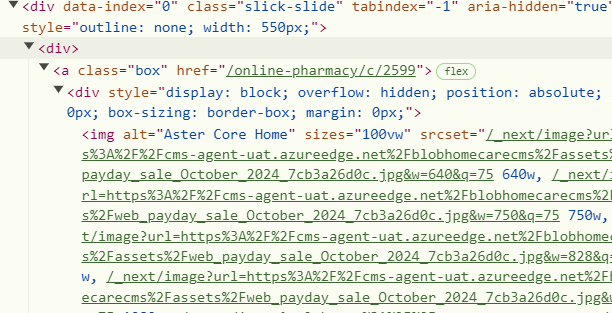 <div data-index="0" class="slick-slide" tabindex="-1" aria-hidden="true"
style="outline: none; width: 550px;">
<div>
<a class="box" href="/online-pharmacy/c/2599"> flex
<div style="display: block; overflow: hidden; position: absolute;
0px; box-sizing: border-box; margin: 0px;">
<img alt="Aster Core Home" sizes="100vw" srcset="/_next/image?url
s%3A%2F%2Fcms-agent-uat.azureedge.net%2Fblobhomecarecms%2Fassets%
payday_sale_October_2024_7cb3a26d0c.jpg&w=640&q=75 640w, /_next/i
rl=https%3A%2F%2Fcms-agent-uat.azureedge.net%2Fblobhomecarecms%2F
s%2Fweb_payday_sale_October_2024_7cb3a26d0c.jpg&w=750&q=75 750w,
t/image?url=https%3A%2F%2Fcms-agent-uat.azureedge.net%2Fblobhomec
s%2Fassets%2Fweb_payday_sale_October_2024_7cb3a26d0c.jpg&w=828&q=
w, /_next/image?url=https%3A%2F%2Fcms-agent-uat.azureedge.net%2Fb
ecarecms%2Fassets%2Fweb_payday_sale_October_2024_7cb3a26d0c.jpg&w